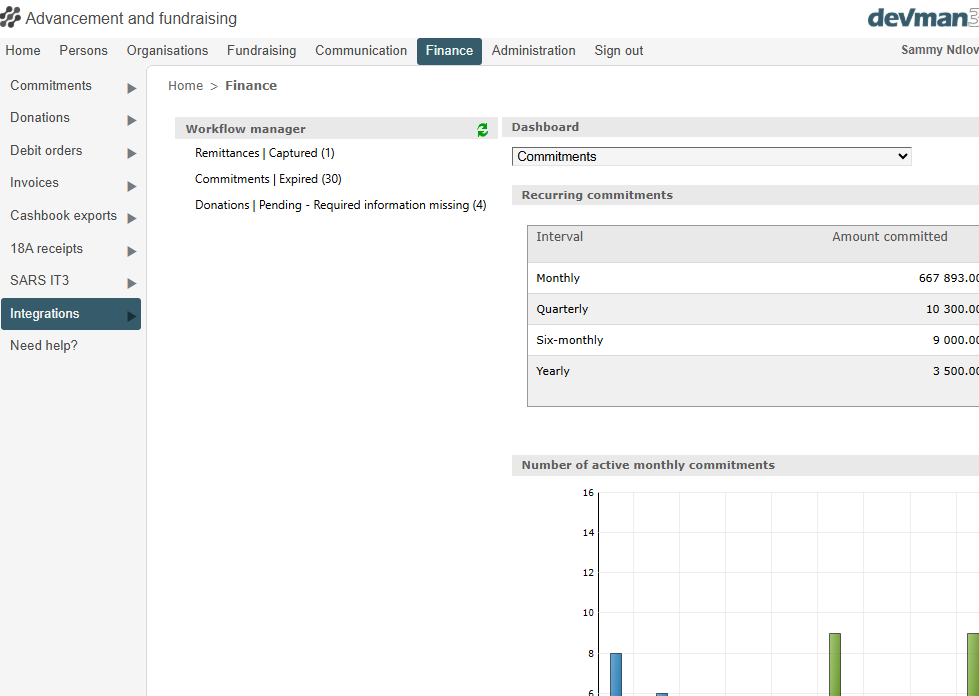 Advancement and fundraising
devman3
Home Persons Organisations Fundraising Communication Finance Administration Sign out
Sammy Ndlov
Commitments
Donations
Debit orders
Invoices
Cashbook exports
18A receipts
SARS IT3
Integrations
Need help?
Home > Finance
Workflow manager
Remittances | Captured (1)
Commitments | Expired (30)
Donations | Pending - Required information missing (4)
Dashboard
Commitments
Recurring commitments
Interval Amount committed
Monthly 667 893.00
Quarterly 10 300.00
Six-monthly 9 000.00
Yearly 3 500.00
Number of active monthly commitments
16
14
12
10
8
6